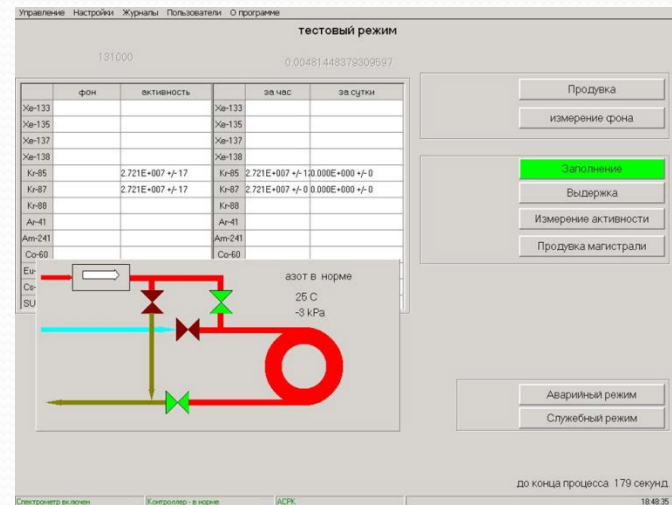 Управление Настройки Журналы Пользователи О программе
тестовый режим
131000
0.00481448379309597
фон активность за час за сутки
Xe-133 Xe-133
Xe-135 Xe-135
Xe-137 Xe-137
Xe-138 Xe-138
Kr-85 2.721E+007 +/- 17 Kr-85 2.721E+007 +/- 1 0.000E+000 +/- 0
Kr-87 2.721E+007 +/- 17 Kr-87 2.721E+007 +/- 0 0.000E+000 +/- 0
Kr-88 Kr-88
Ar-41 Ar-41
Am-241 Am-241
Co-60 Co-60
Eu-
Cs-
SU
азот в норме
25 C
-3 kPa
Продувка
измерение фона
Заполнение
Выдержка
Измерение активности
Продувка магистрали
Аварийный режим
Служебный режим
до конца процесса 179 секунд
Спектрометр включен Контроллер - в норме АСРК 18:48:35